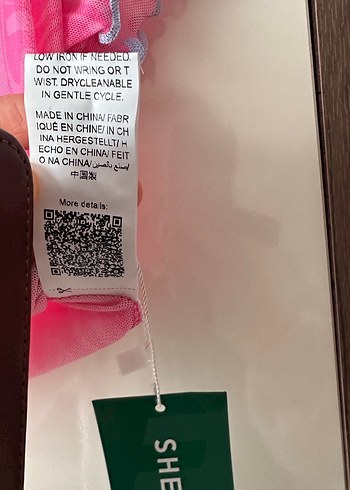 LOW IRON IF NEEDED.
DO NOT WRING OR T
WIST. DRYCLEANABLE
IN GENTLE CYCLE.
MADE IN CHINA/ FABR
IQUÉ EN CHINE/ IN CH
INA HERGESTELLT/ H
ECHO EN CHINA/ FEIT
O NA CHINA/صنع بالصين/
中国製
More details:
SHE